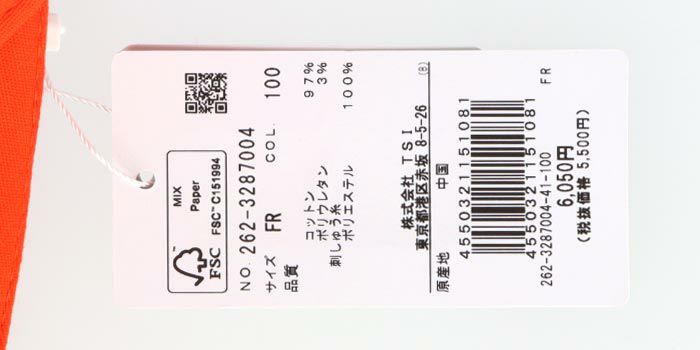 MIX
Paper
FSC™ C151994
FSC
NO. 262-3287004
サイズ FR COL. 100
品質
コットン 97%
ポリウレタン 3%
刺しゅう糸
ポリエステル 100%
株式会社 TSI
東京都港区赤坂 8-5-26 (8)
原産地 中国
4550321151081
4550321151081
262-3287004-41-100 FR
6,050円
(税抜価格 5,500円)